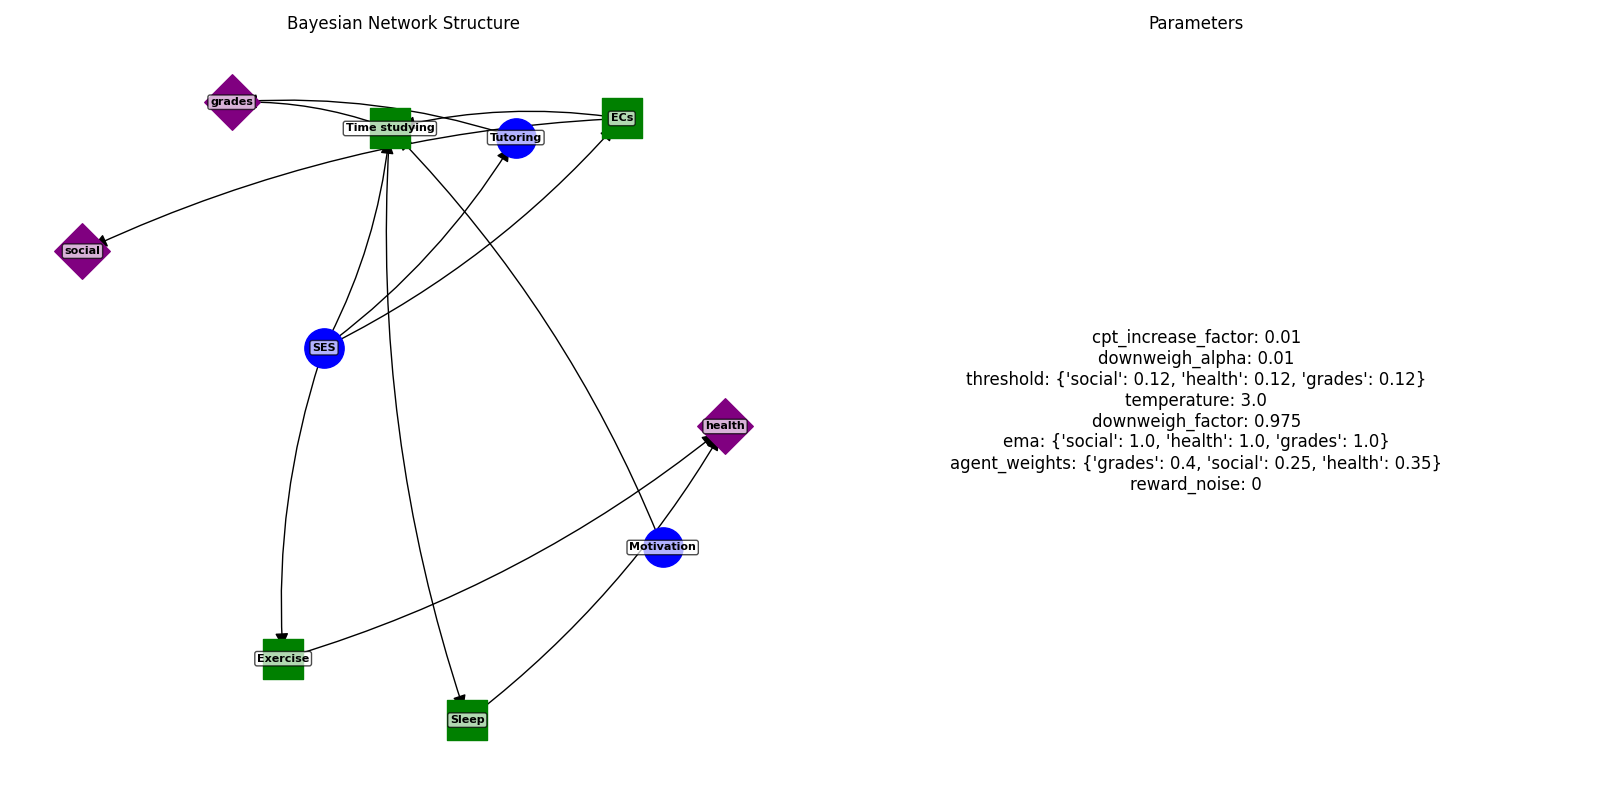 Bayesian Network Structure
grades
Time studying
Tutoring
ECs
social
SES
health
Motivation
Exercise
Sleep
Parameters
cpt_increase_factor: 0.01
downweigh_alpha: 0.01
threshold: {'social': 0.12, 'health': 0.12, 'grades': 0.12}
temperature: 3.0
downweigh_factor: 0.975
ema: {'social': 1.0, 'health': 1.0, 'grades': 1.0}
agent_weights: {'grades': 0.4, 'social': 0.25, 'health': 0.35}
reward_noise: 0